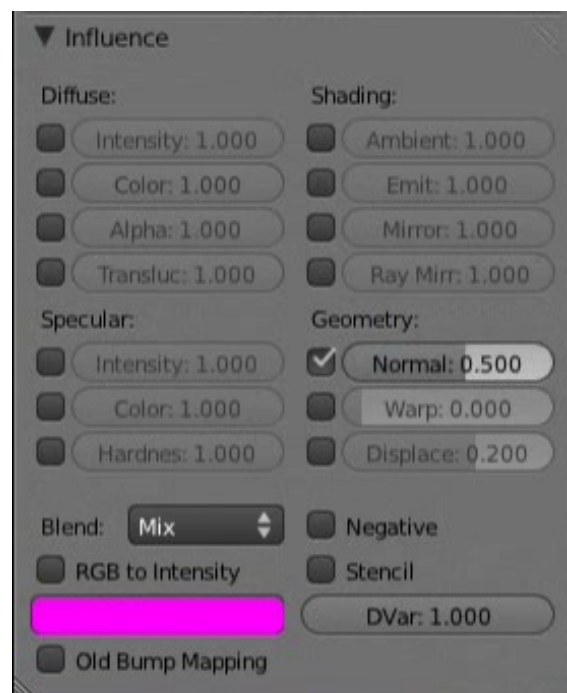 Influence
Diffuse: Shading:
Intensity: 1.000 Ambient: 1.000
Color: 1.000 Emit: 1.000
Alpha: 1.000 Mirror: 1.000
Transluc: 1.000 Ray Mirr: 1.000
Specular: Geometry:
Intensity: 1.000 Normal: 0.500
Color: 1.000 Warp: 0.000
Hardnes: 1.000 Displace: 0.200
Blend: Mix Negative
RGB to Intensity Stencil
DVar: 1.000
Old Bump Mapping